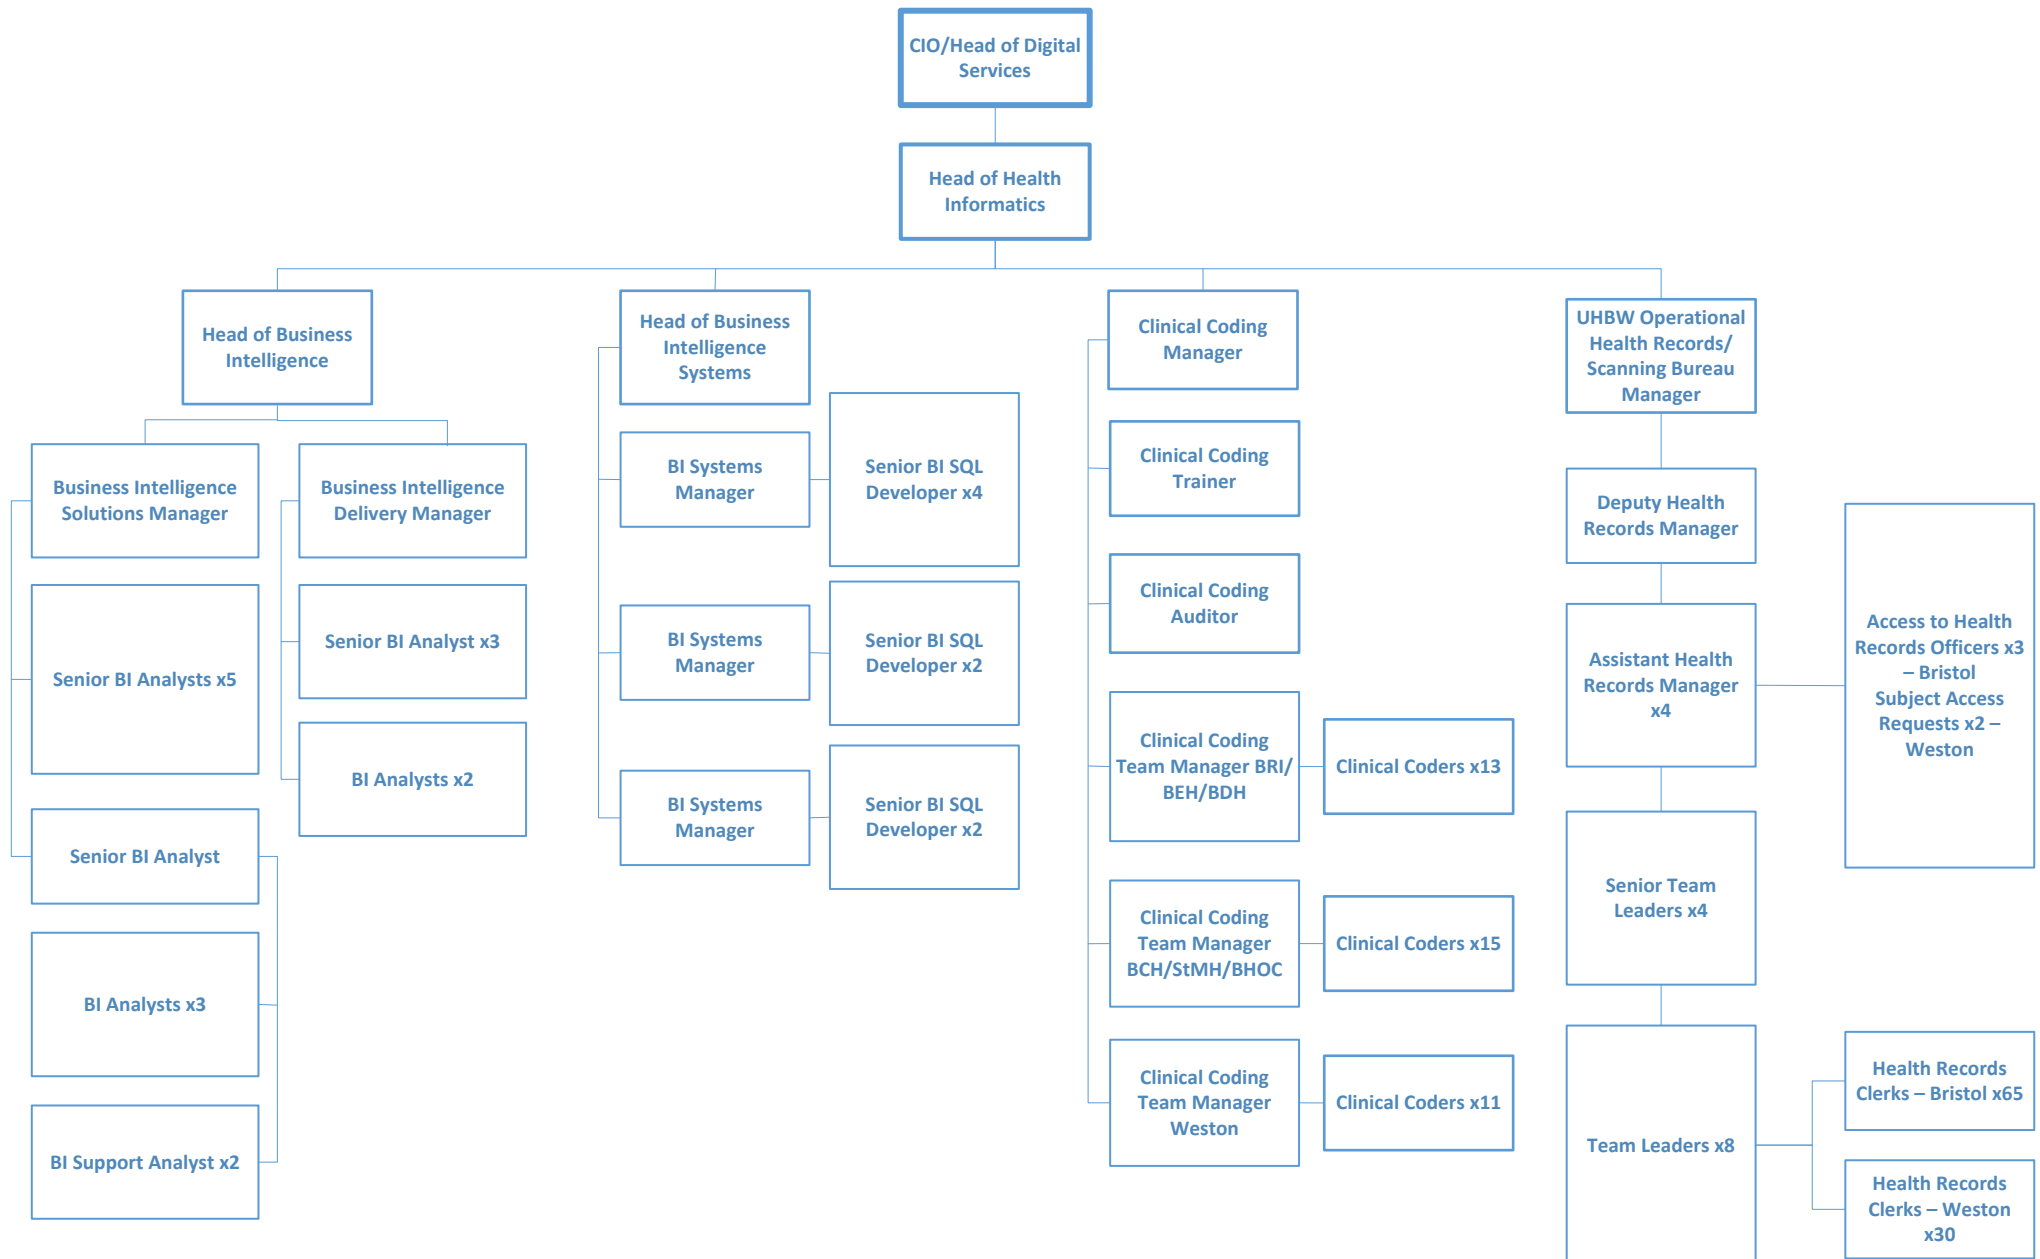 CIO/Head of Digital
Services
Head of Health
Informatics
Head of Business
Intelligence
Business Intelligence
Solutions Manager
Senior BI Analysts x5
Senior BI Analyst
BI Analysts x3
BI Support Analyst x2
Business Intelligence
Delivery Manager
Senior BI Analyst x3
BI Analysts x2
Head of Business
Intelligence
Systems
BI Systems
Manager
Senior BI SQL
Developer x4
BI Systems
Manager
Senior BI SQL
Developer x2
BI Systems
Manager
Senior BI SQL
Developer x2
Clinical Coding
Manager
Clinical Coding
Trainer
Clinical Coding
Auditor
Clinical Coding
Team Manager BRI/
BEH/BDH
Clinical Coders x13
Clinical Coding
Team Manager
BCH/StMH/BHOC
Clinical Coders x15
Clinical Coding
Team Manager
Weston
Clinical Coders x11
UHBW Operational
Health Records/
Scanning Bureau
Manager
Deputy Health
Records Manager
Assistant Health
Records Manager
x4
Access to Health
Records Officers x3
– Bristol
Subject Access
Requests x2 –
Weston
Senior Team
Leaders x4
Team Leaders x8
Health Records
Clerks – Bristol x65
Health Records
Clerks – Weston
x30